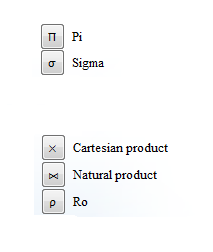 Π Pi
σ Sigma
× Cartesian product
⋈ Natural product
ρ Ro